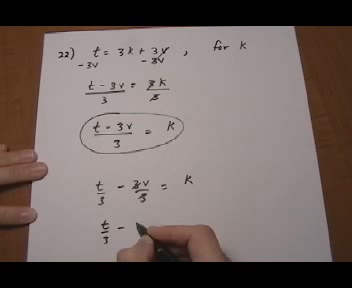 22) t = 3k + 3v , for k
-3v -3v
t - 3v / 3 = 3k / 3
t - 3v / 3 = k
t / 3 - 3v / 3 = k
t / 3 -